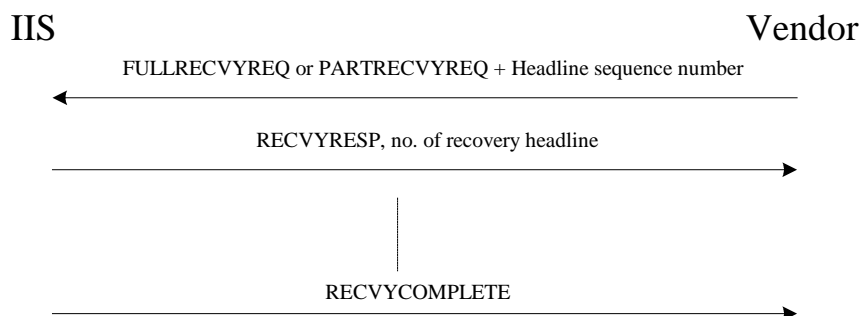 IIS
Vendor
FULLRECVYREQ or PARTRECVYREQ + Headline sequence number
RECVYRESP, no. of recovery headline
RECVYCOMPLETE